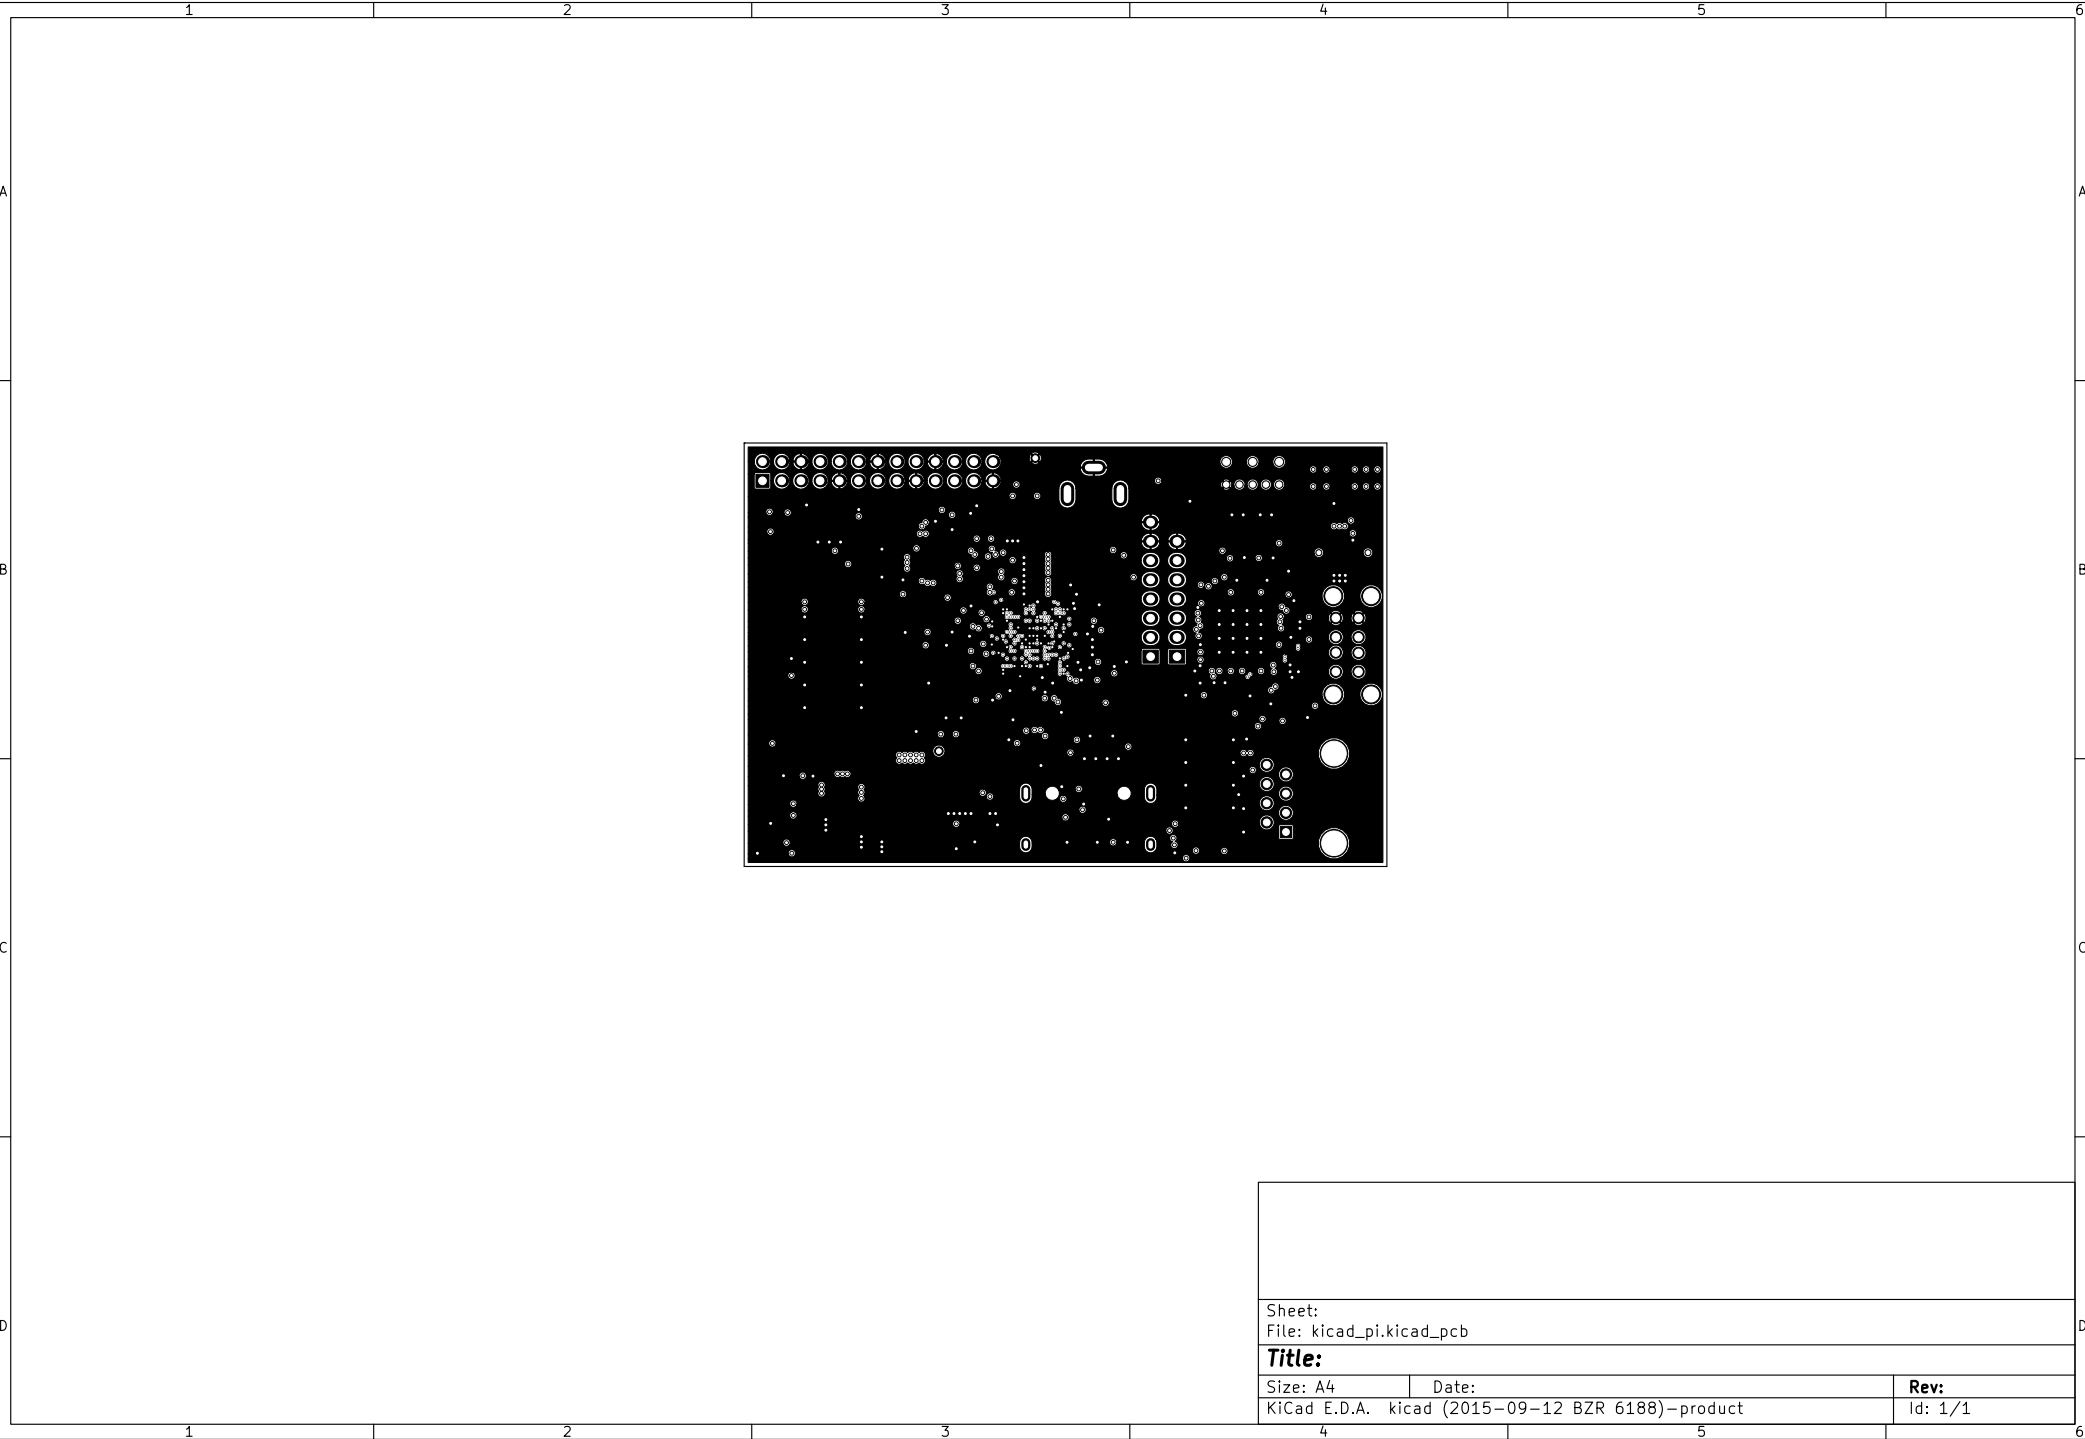 1 2 3 4 5 6
A A
B B
C C
Sheet:
File: kicad_pi.kicad_pcb
D D
Title:
Size: A4 Date: Rev:
KiCad E.D.A. kicad (2015-09-12 BZR 6188)-product Id: 1/1
1 2 3 4 5 6